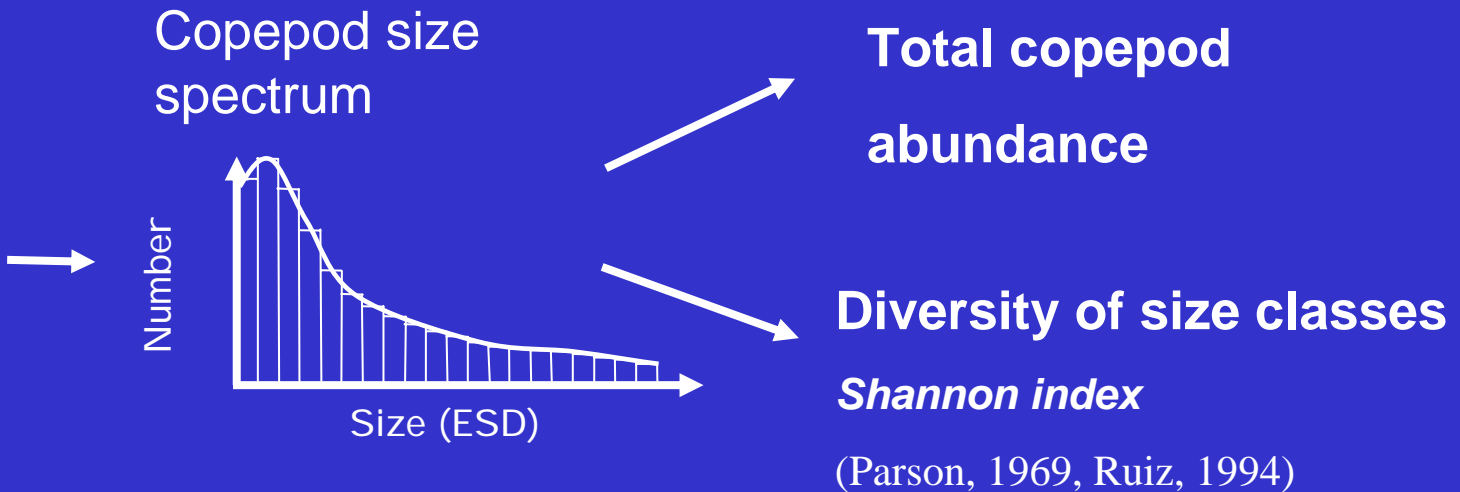 Copepod size
spectrum
Number
Size (ESD)
Total copepod
abundance
Diversity of size classes
Shannon index
(Parson, 1969, Ruiz, 1994)